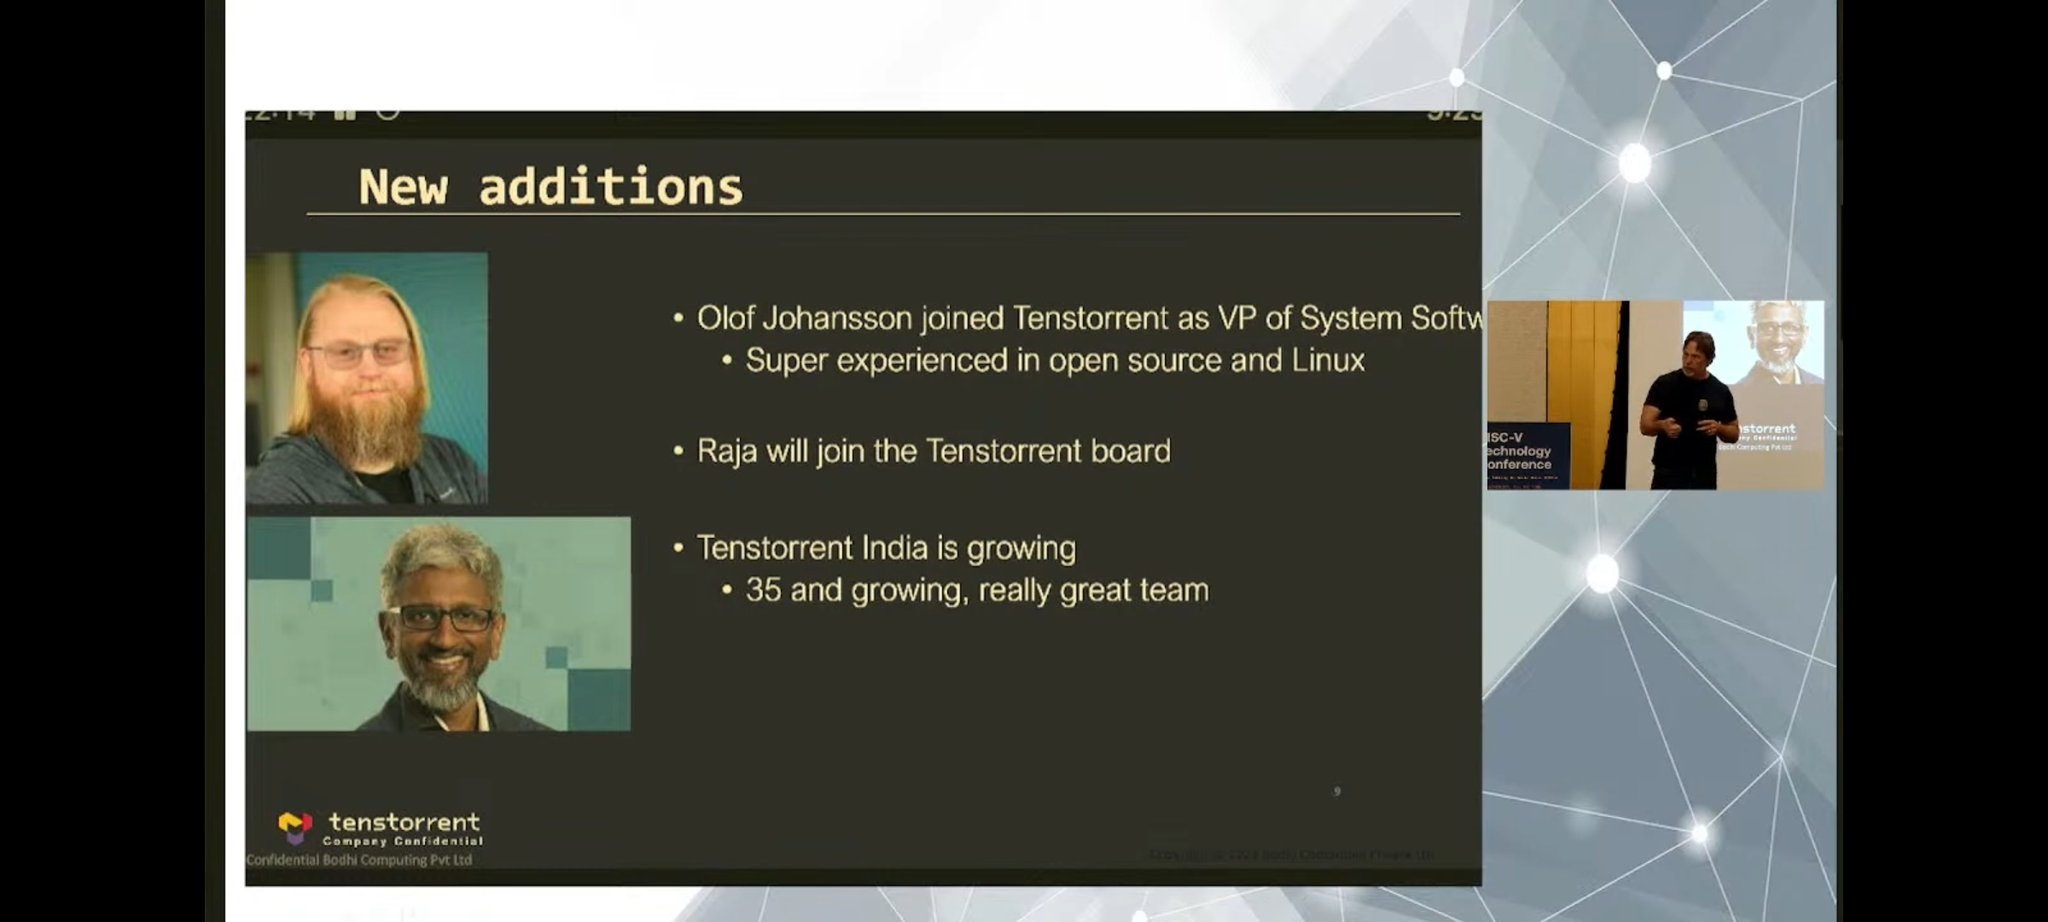 New additions
• Olof Johansson joined Tenstorrent as VP of System Softw
• Super experienced in open source and Linux
• Raja will join the Tenstorrent board
• Tenstorrent India is growing
• 35 and growing, really great team
9
tenstorrent
Company Confidential
Confidential Bodhi Computing Pvt Ltd
ISC-V
echnology
onference
nstorrent
ny Confidential
Bodhi Computing Pvt Ltd